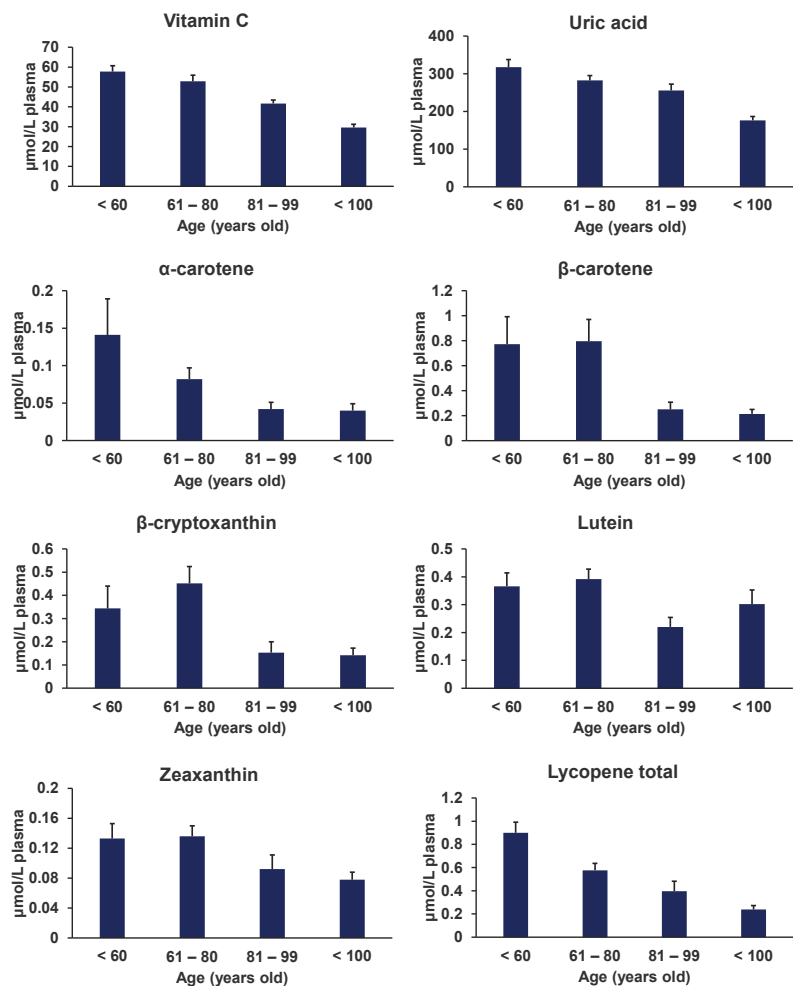 Vitamin C
µmol/L plasma
70
60
50
40
30
20
10
0
< 60 61 – 80 81 – 99 < 100
Age (years old)
Uric acid
µmol/L plasma
400
300
200
100
0
< 60 61 – 80 81 – 99 < 100
Age (years old)
α-carotene
µmol/L plasma
0.2
0.15
0.1
0.05
0
< 60 61 – 80 81 – 99 < 100
Age (years old)
β-carotene
µmol/L plasma
1.2
1
0.8
0.6
0.4
0.2
0
< 60 61 – 80 81 – 99 < 100
Age (years old)
β-cryptoxanthin
µmol/L plasma
0.6
0.5
0.4
0.3
0.2
0.1
0
< 60 61 – 80 81 – 99 < 100
Age (years old)
Lutein
µmol/L plasma
0.5
0.4
0.3
0.2
0.1
0
< 60 61 – 80 81 – 99 < 100
Age (years old)
Zeaxanthin
µmol/L plasma
0.2
0.16
0.12
0.08
0.04
0
< 60 61 – 80 81 – 99 < 100
Age (years old)
Lycopene total
µmol/L plasma
1.2
1
0.8
0.6
0.4
0.2
0
< 60 61 – 80 81 – 99 < 100
Age (years old)